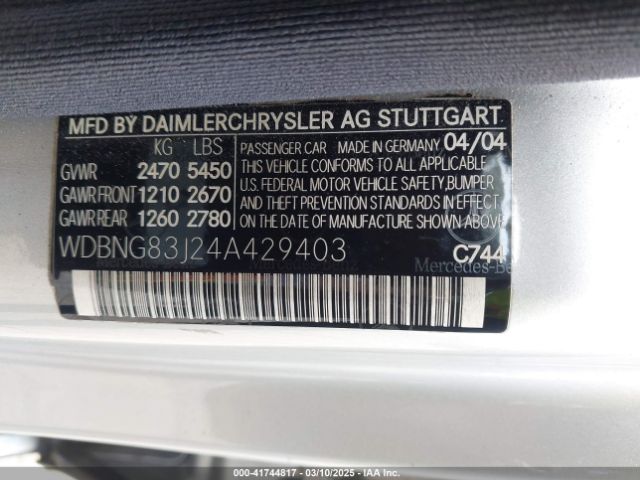 MFD BY DAIMLERCHRYSLER AG STUTTGART
KG LBS
GVWR 2470 5450
GAWR FRONT 1210 2670
GAWR REAR 1260 2780
PASSENGER CAR MADE IN GERMANY 04/04
THIS VEHICLE CONFORMS TO ALL APPLICABLE
U.S. FEDERAL MOTOR VEHICLE SAFETY, BUMPER
AND THEFT PREVENTION STANDARDS IN EFFECT
ON THE DATE OF MANUFACTURE SHOWN ABOVE
WDBNG83J24A429403
C744
Mercedes-Be
000-41744817 - 03/10/2025 - IAA, Inc.